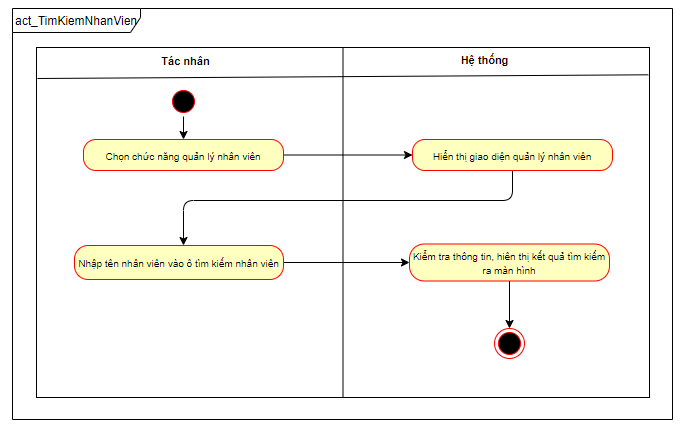 act_TimKiemNhanVien
Tác nhân
Hệ thống
Chọn chức năng quản lý nhân viên
Hiển thị giao diện quản lý nhân viên
Nhập tên nhân viên vào ô tìm kiếm nhân viên
Kiểm tra thông tin, hiên thị kết quả tìm kiếm
ra màn hình